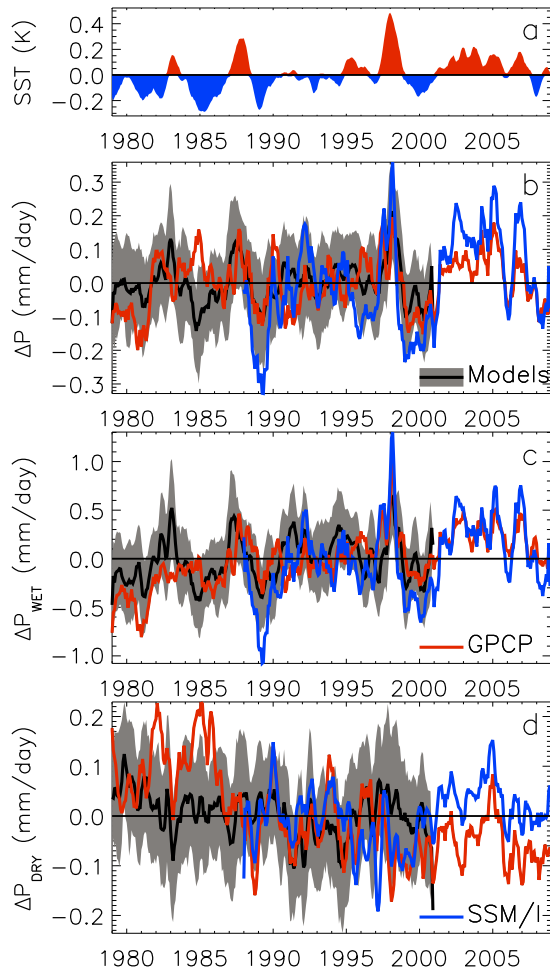 a
SST (K)
0.4
0.2
0.0
−0.2
1980 1985 1990 1995 2000 2005
b
ΔP (mm/day)
0.3
0.2
0.1
0.0
−0.1
−0.2
−0.3
Models
1980 1985 1990 1995 2000 2005
c
ΔP_WET (mm/day)
1.0
0.5
0.0
−0.5
−1.0
GPCP
1980 1985 1990 1995 2000 2005
d
ΔP_DRY (mm/day)
0.2
0.1
0.0
−0.1
−0.2
SSM/I
1980 1985 1990 1995 2000 2005